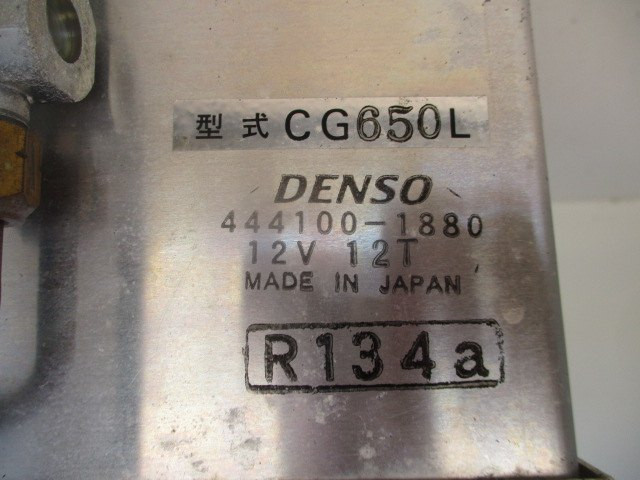 型式 CG650L
DENSO
444100-1880
12V 12T
MADE IN JAPAN
R134a